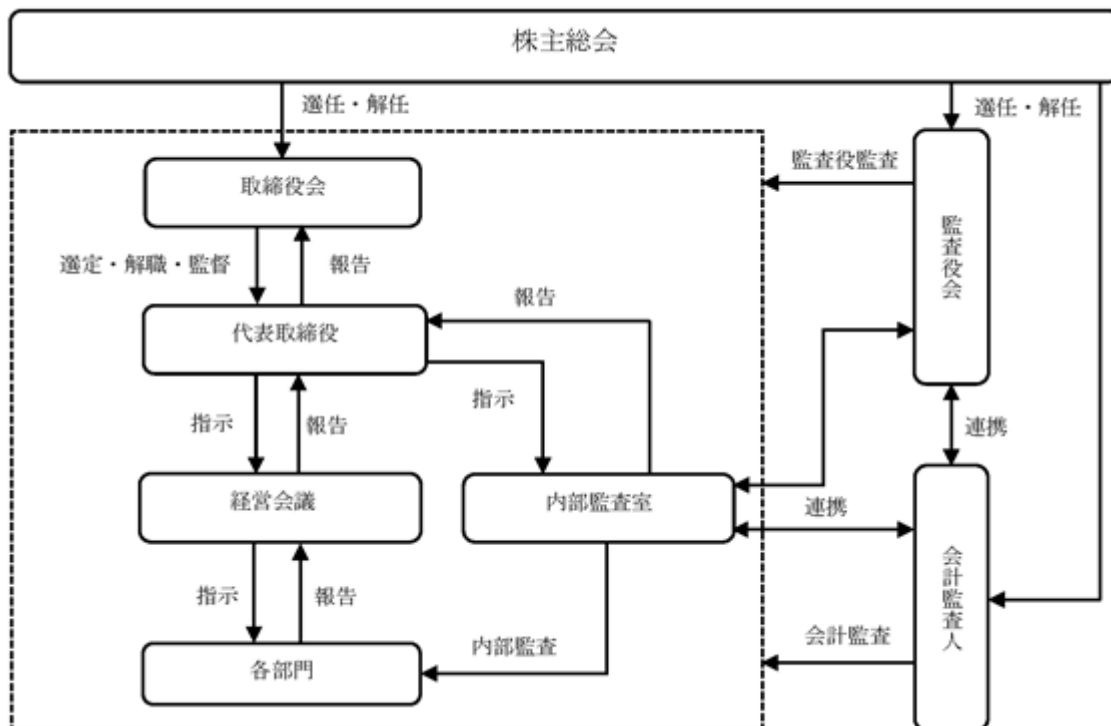 株主総会
選任・解任
選任・解任
取締役会
監査役監査
監査役会
選定・解職・監督
報告
報告
代表取締役
指示
報告
指示
連携
経営会議
内部監査室
連携
会計監査人
指示
報告
会計監査
内部監査
各部門